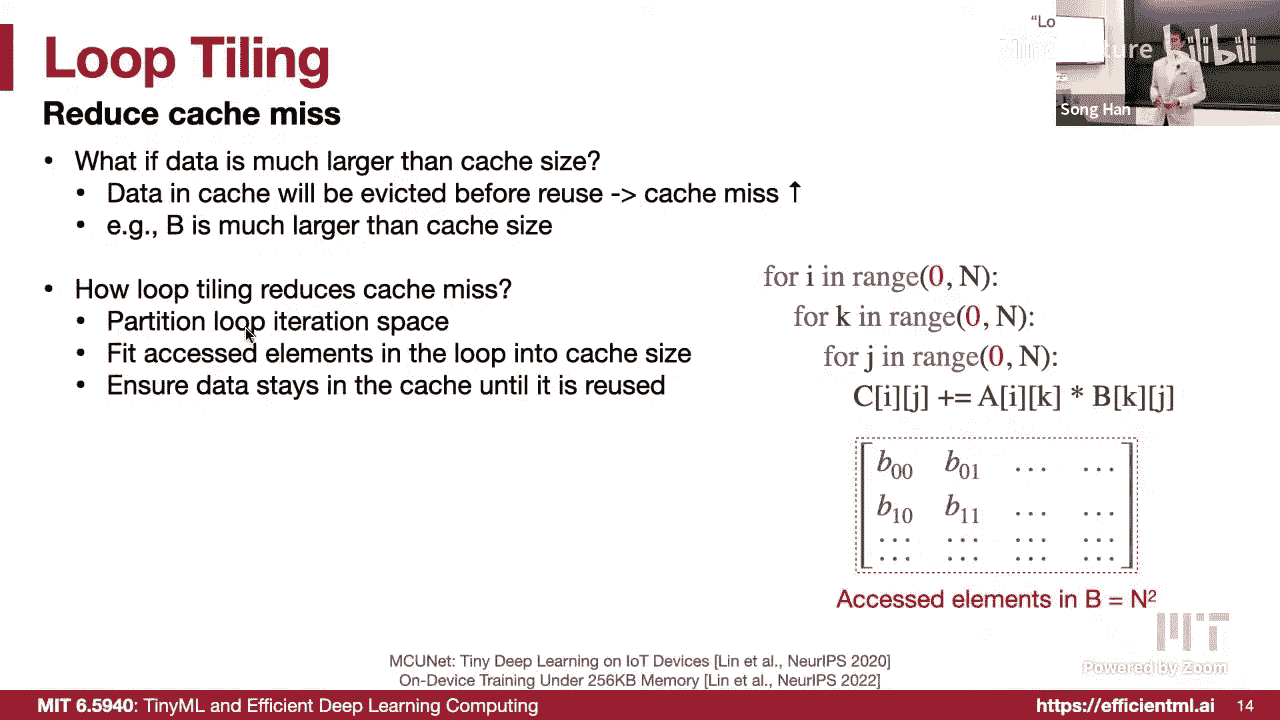 Loop Tiling
Reduce cache miss
• What if data is much larger than cache size?
• Data in cache will be evicted before reuse -> cache miss ↑
• e.g., B is much larger than cache size
• How loop tiling reduces cache miss?
• Partition loop iteration space
• Fit accessed elements in the loop into cache size
• Ensure data stays in the cache until it is reused
"Lo
bilibili
Song Han
for i in range(0, N):
for k in range(0, N):
for j in range(0, N):
C[i][j] += A[i][k] * B[k][j]
b₀₀ b₀₁ … …
b₁₀ b₁₁ … …
… … … …
… … … …
Accessed elements in B = N²
MIT
Powered by Zoom
MCUNet: Tiny Deep Learning on IoT Devices [Lin et al., NeurIPS 2020]
On-Device Training Under 256KB Memory [Lin et al., NeurIPS 2022]
MIT 6.5940: TinyML and Efficient Deep Learning Computing
https://efficientml.ai
14